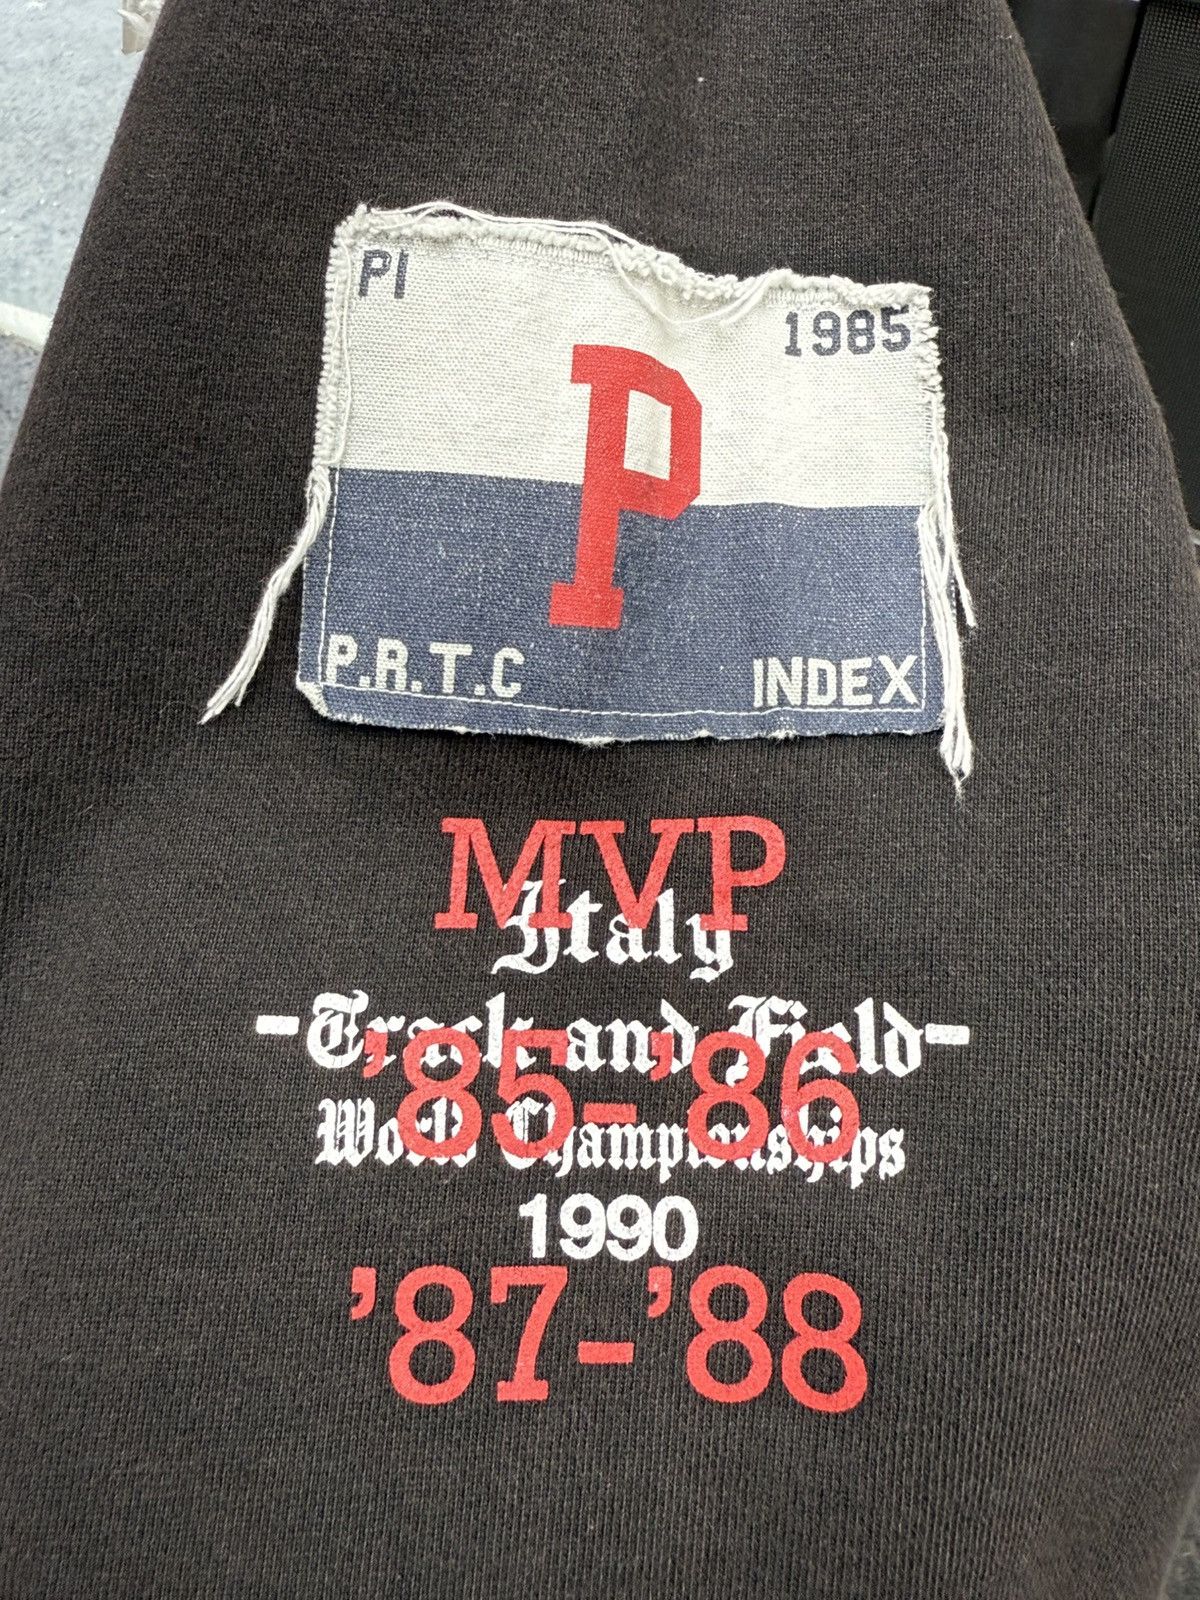 PI
1985
P
P.R.T.C
INDEX
MVP
Italy
-Track and Field-
'85-'86
World Championships
1990
'87-'88